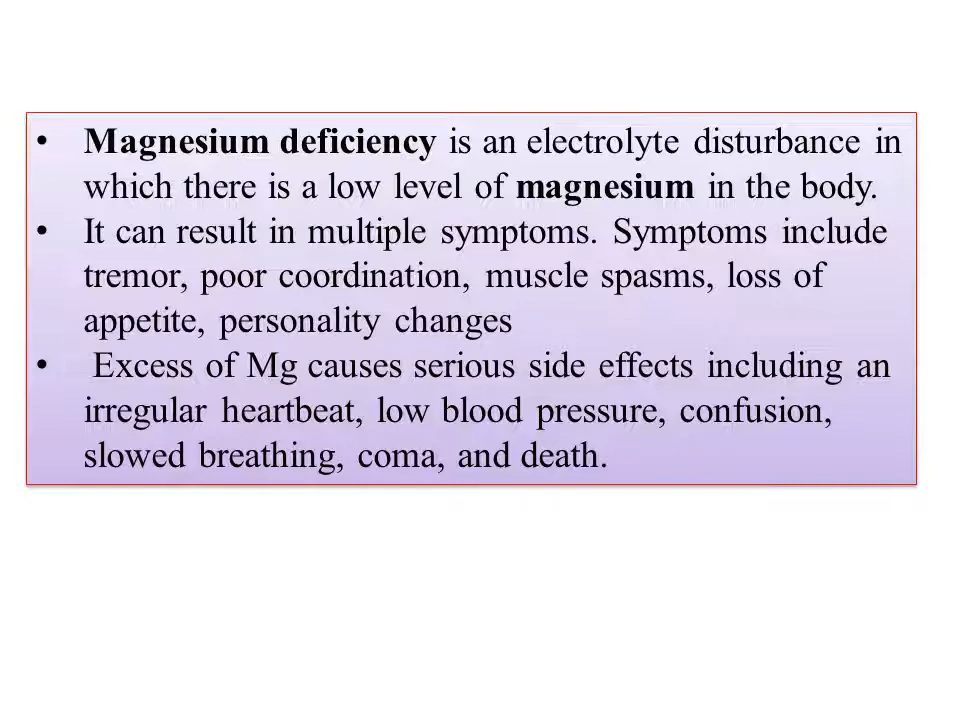 • Magnesium deficiency is an electrolyte disturbance in
which there is a low level of magnesium in the body.
• It can result in multiple symptoms. Symptoms include
tremor, poor coordination, muscle spasms, loss of
appetite, personality changes
• Excess of Mg causes serious side effects including an
irregular heartbeat, low blood pressure, confusion,
slowed breathing, coma, and death.